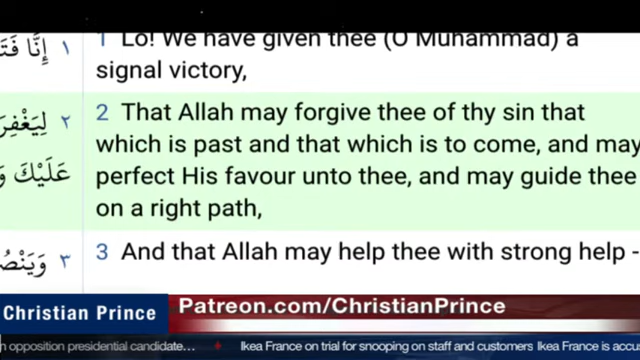 ١ إِنَّا
1 Lo! We have given thee (O Muhammad) a
signal victory,
٢ لِيَغْفِرَ
2 That Allah may forgive thee of thy sin that
which is past and that which is to come, and may
عَلَيْكَ
perfect His favour unto thee, and may guide thee
on a right path,
٣
3 And that Allah may help thee with strong help -
Christian Prince
Patreon.com/ChristianPrince
opposition presidential candidate... Ikea France on trial for snooping on staff and customers Ikea France is